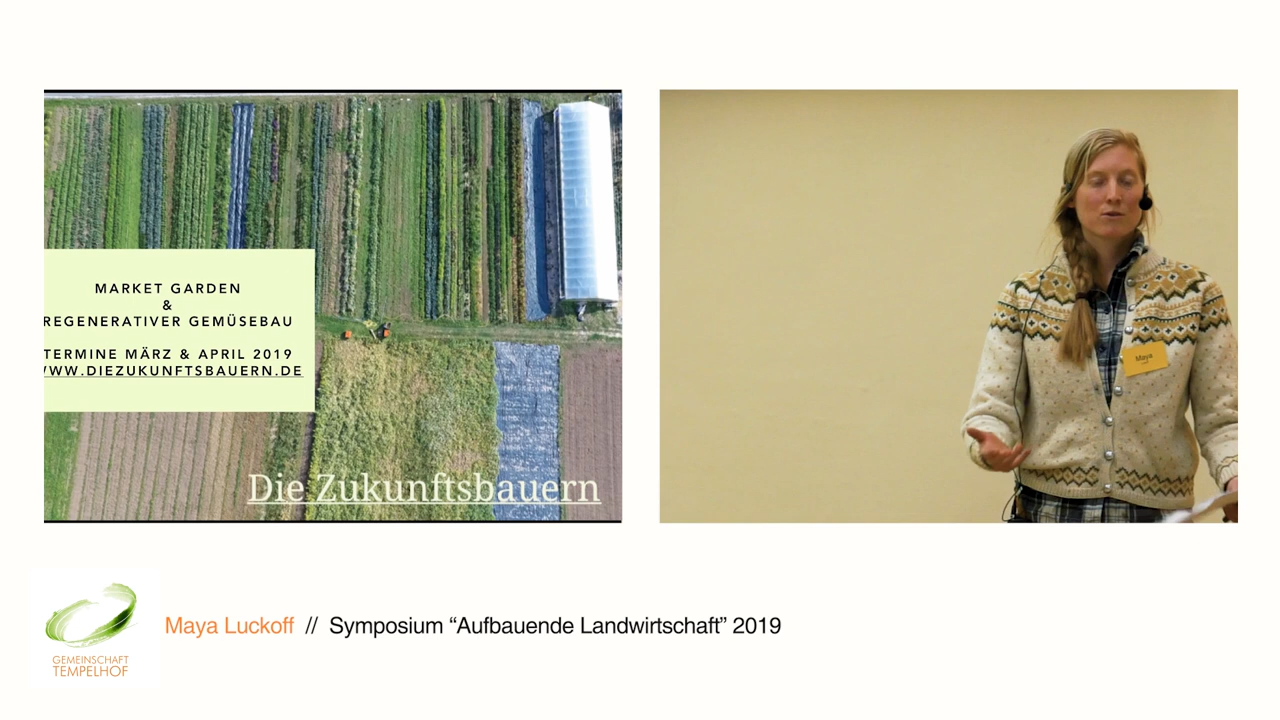 MARKET GARDEN
&
REGENERATIVER GEMÜSEBAU
TERMINE MÄRZ & APRIL 2019
WWW.DIEZUKUNFTSBAUERN.DE
Die Zukunftsbauern
Maya
GEMEINSCHAFT
TEMPELHOF
Maya Luckoff // Symposium “Aufbauende Landwirtschaft” 2019